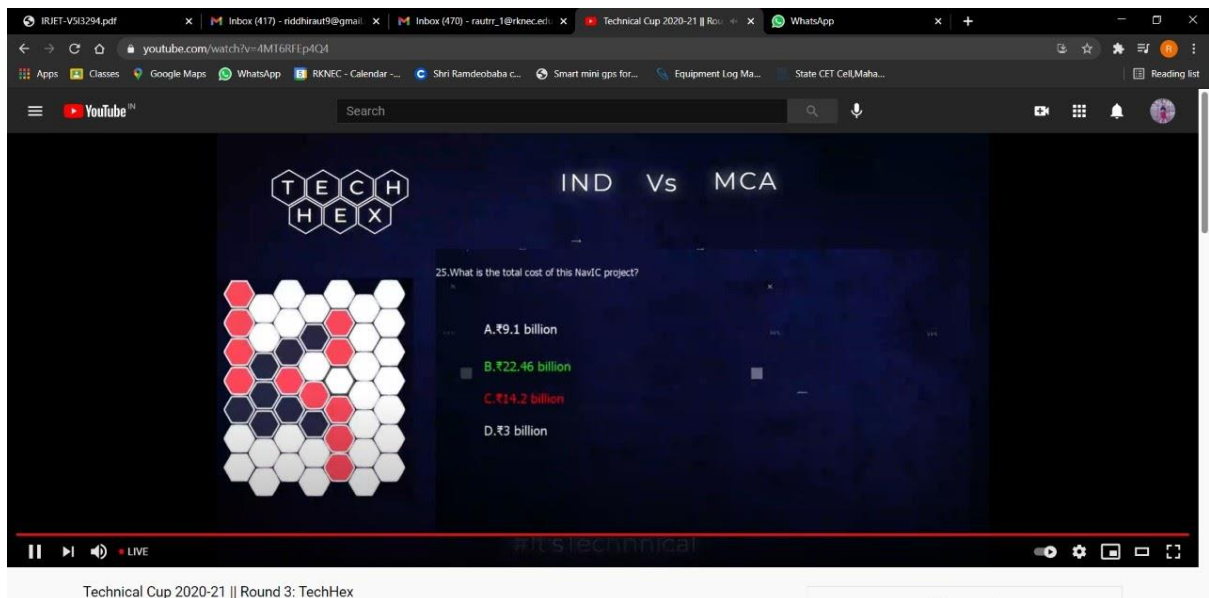 IRJET-V5I3294.pdf
Inbox (417) - riddhiraut9@gmail.
Inbox (470) - rautrr_1@rknec.edu
Technical Cup 2020-21 || Rou
WhatsApp
youtube.com/watch?v=4MT6RFEp4Q4
R
Apps Classes Google Maps WhatsApp RKNEC - Calendar -... Shri Ramdeobaba c... Smart mini gps for... Equipment Log Ma... State CET Cell,Maha... Reading list
YouTube IN
Search
TECH
HEX
IND Vs MCA
25.What is the total cost of this NavIC project?
A.₹9.1 billion
B.₹22.46 billion
C.₹14.2 billion
D.₹3 billion
LIVE
#ItsTechnnnical
Technical Cup 2020-21 || Round 3: TechHex